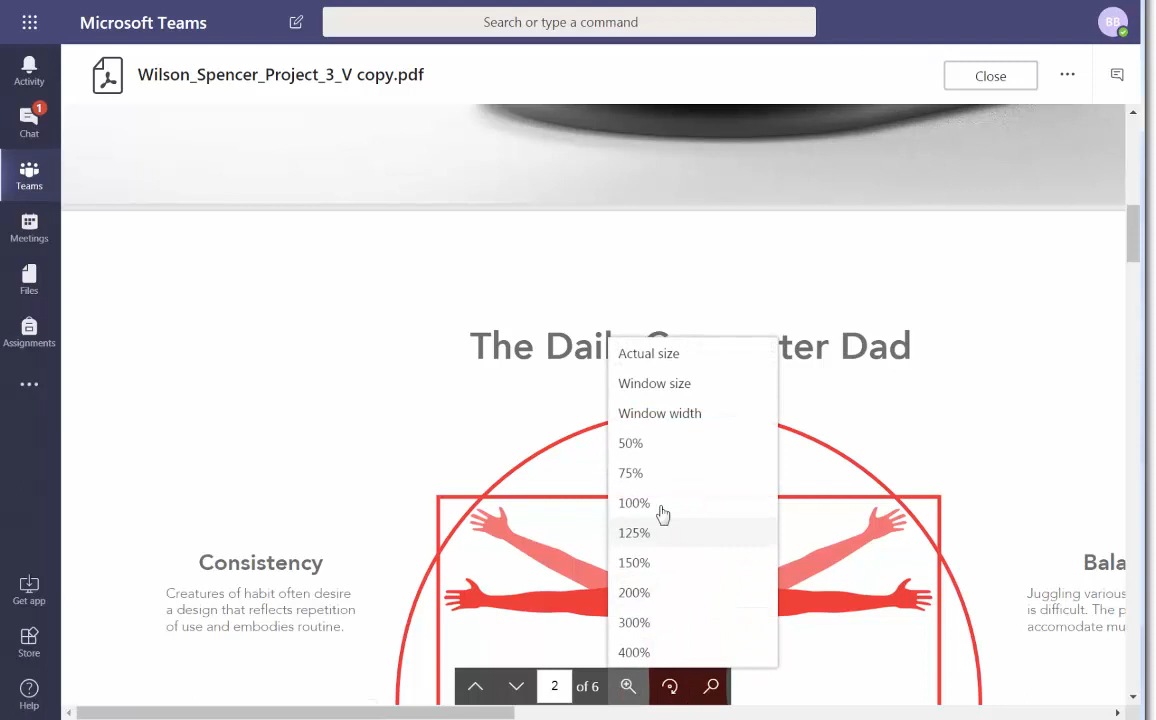 Microsoft Teams
Search or type a command
BB
Activity
Wilson_Spencer_Project_3_V copy.pdf
Close
1
Chat
Teams
Meetings
Files
Assignments
Get app
Store
Help
The Dail
ter Dad
Actual size
Window size
Window width
50%
75%
100%
125%
150%
200%
300%
400%
Consistency
Creatures of habit often desire
a design that reflects repetition
of use and embodies routine.
Bala
Juggling various
is difficult. The p
accomodate mu
2 of 6